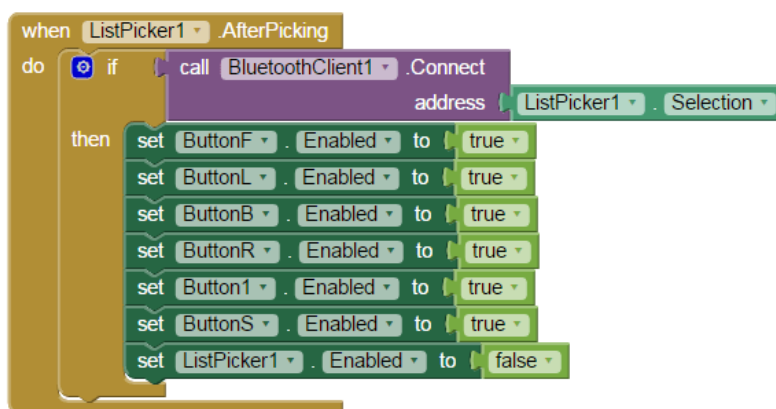 when ListPicker1 .AfterPicking
do if call BluetoothClient1 .Connect
address ListPicker1 . Selection
then set ButtonF . Enabled to true
set ButtonL . Enabled to true
set ButtonB . Enabled to true
set ButtonR . Enabled to true
set Button1 . Enabled to true
set ButtonS . Enabled to true
set ListPicker1 . Enabled to false